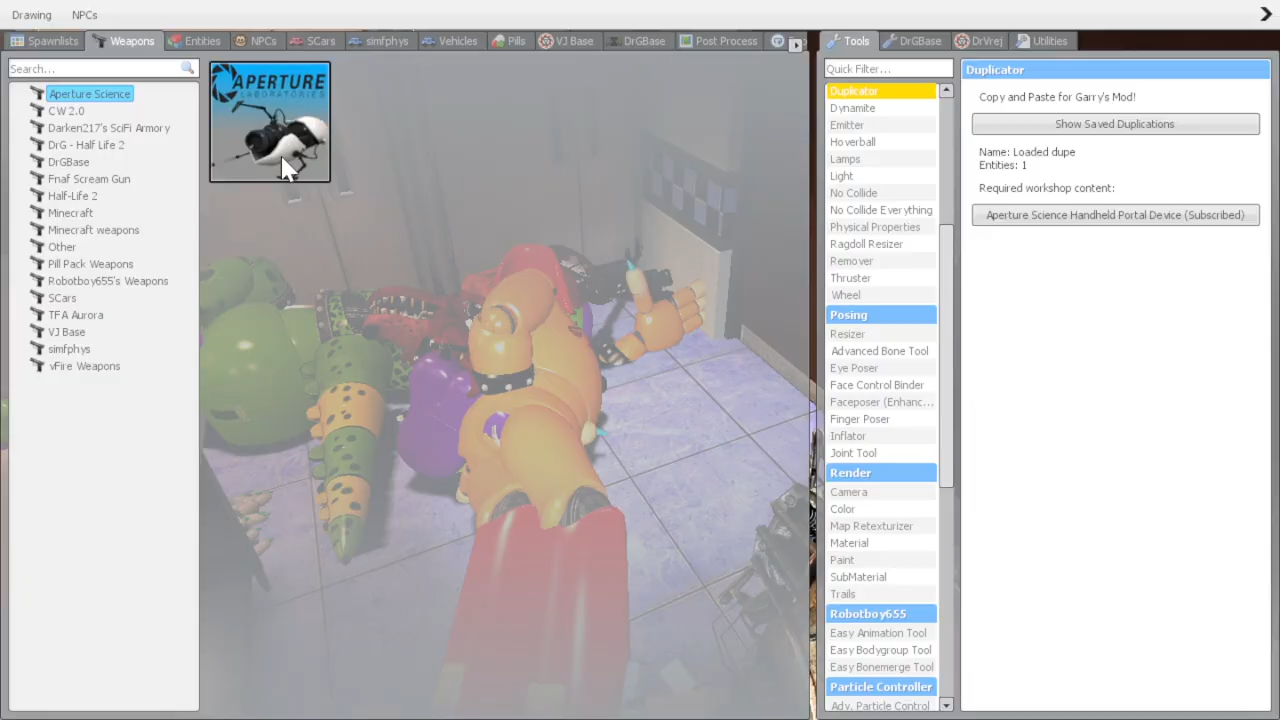 Drawing NPCs
Spawnlists Weapons Entities NPCs SCars simfphys Vehicles Pills VJ Base DrGBase Post Process
Tools DrGBase DrVrej Utilities
Search...
Aperture Science
CW 2.0
Darken217's SciFi Armory
DrG - Half Life 2
DrGBase
Fnaf Scream Gun
Half-Life 2
Minecraft
Minecraft weapons
Other
Pill Pack Weapons
Robotboy655's Weapons
SCars
TFA Aurora
VJ Base
simfphys
vFire Weapons
APERTURE
LABORATORIES
Quick Filter...
Duplicator
Dynamite
Emitter
Hoverball
Lamps
Light
No Collide
No Collide Everything
Physical Properties
Ragdoll Resizer
Remover
Thruster
Wheel
Posing
Resizer
Advanced Bone Tool
Eye Poser
Face Control Binder
Faceposer (Enhanc...
Finger Poser
Inflator
Joint Tool
Render
Camera
Color
Map Retexturizer
Material
Paint
SubMaterial
Trails
Robotboy655
Easy Animation Tool
Easy Bodygroup Tool
Easy Bonemerge Tool
Particle Controller
Adv. Particle Control
Duplicator
Copy and Paste for Garry's Mod!
Show Saved Duplications
Name: Loaded dupe
Entities: 1
Required workshop content:
Aperture Science Handheld Portal Device (Subscribed)